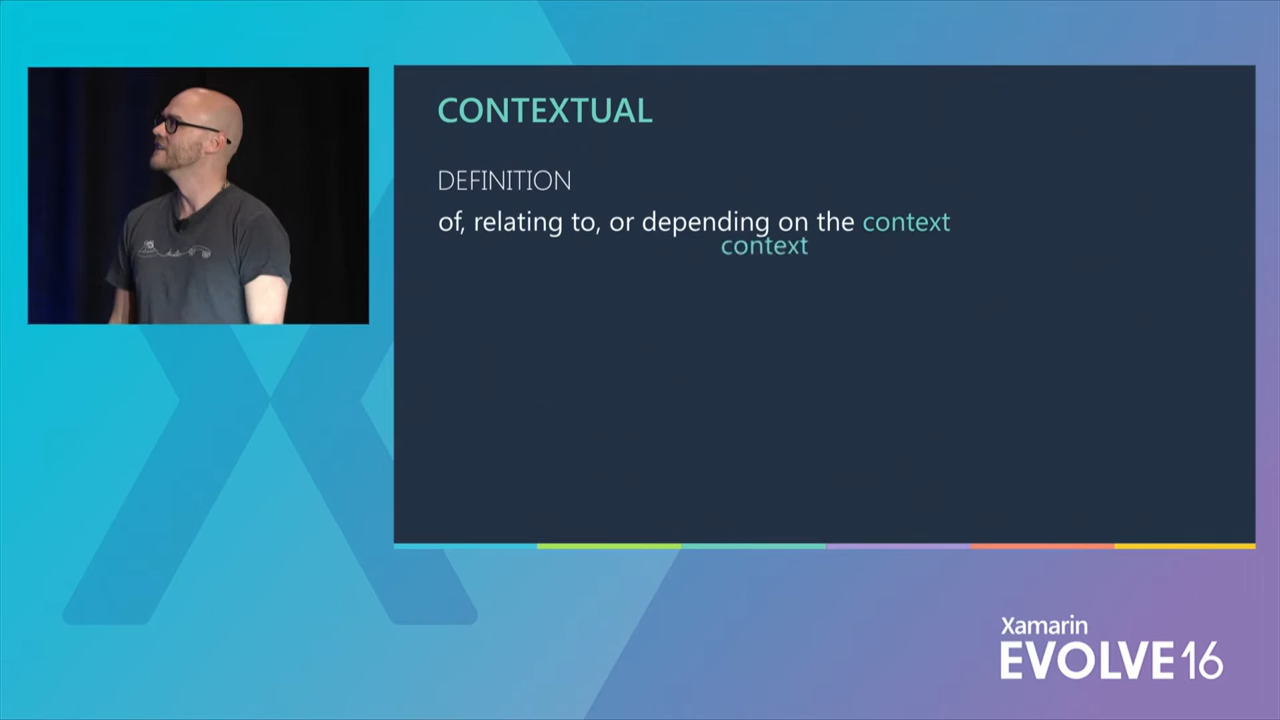 CONTEXTUAL
DEFINITION
of, relating to, or depending on the context
context
Xamarin
EVOLVE16